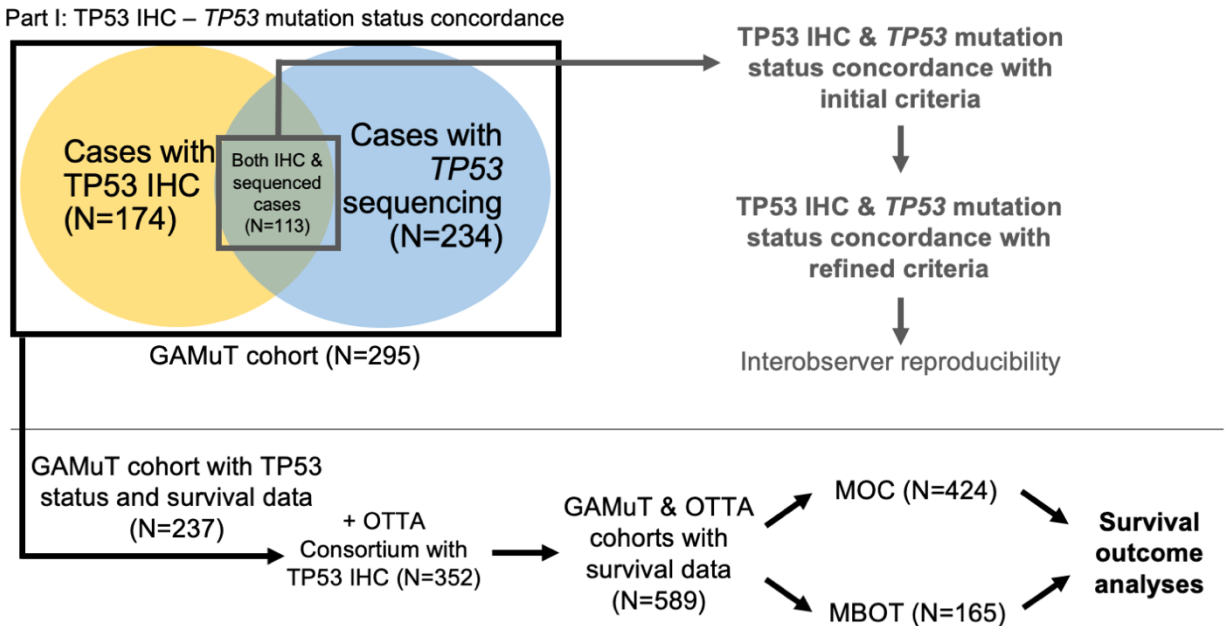 Part I: TP53 IHC – TP53 mutation status concordance
Cases with
TP53 IHC
(N=174)
Both IHC &
sequenced
cases
(N=113)
Cases with
TP53
sequencing
(N=234)
GAMuT cohort (N=295)
TP53 IHC & TP53 mutation
status concordance with
initial criteria
TP53 IHC & TP53 mutation
status concordance with
refined criteria
Interobserver reproducibility
GAMuT cohort with TP53
status and survival data
(N=237)
+ OTTA
Consortium with
TP53 IHC (N=352)
GAMuT & OTTA
cohorts with
survival data
(N=589)
MOC (N=424)
MBOT (N=165)
Survival
outcome
analyses